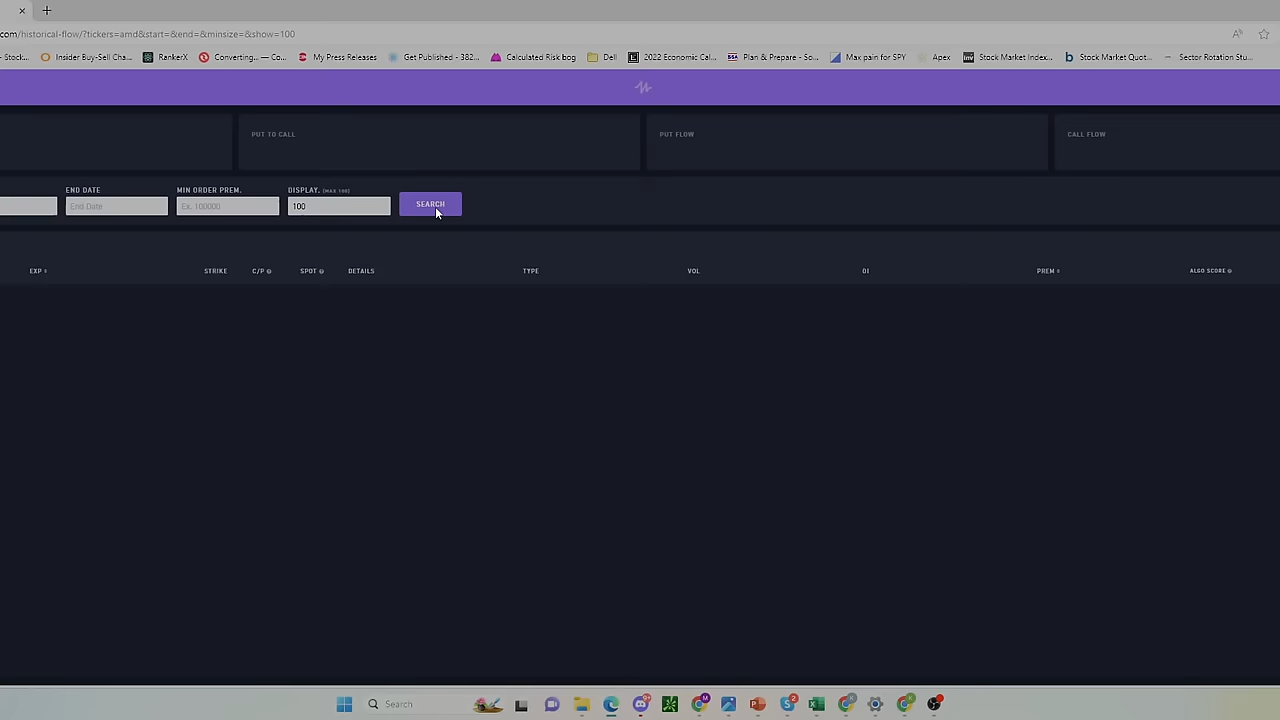 com/historical-flow/?tickers=amd&start=&end=&minsize=&show=100
Stock... Insider Buy-Sell Cha... RankerX Converting... — Co... My Press Releases Get Published - 382... Calculated Rikk bog Dell 2022 Economic Cal... Plan & Prepare - So... Max pain for SPY Apex Stock Market Index... Stock Market Quot... Sector Rotation Stu...
PUT TO CALL PUT FLOW CALL FLOW
END DATE MIN ORDER PREM. DISPLAY. (MAX 100)
End Date Ex. 100000 100 SEARCH
EXP STRIKE C/P SPOT DETAILS TYPE VOL OI PREM ALGO SCORE
Search